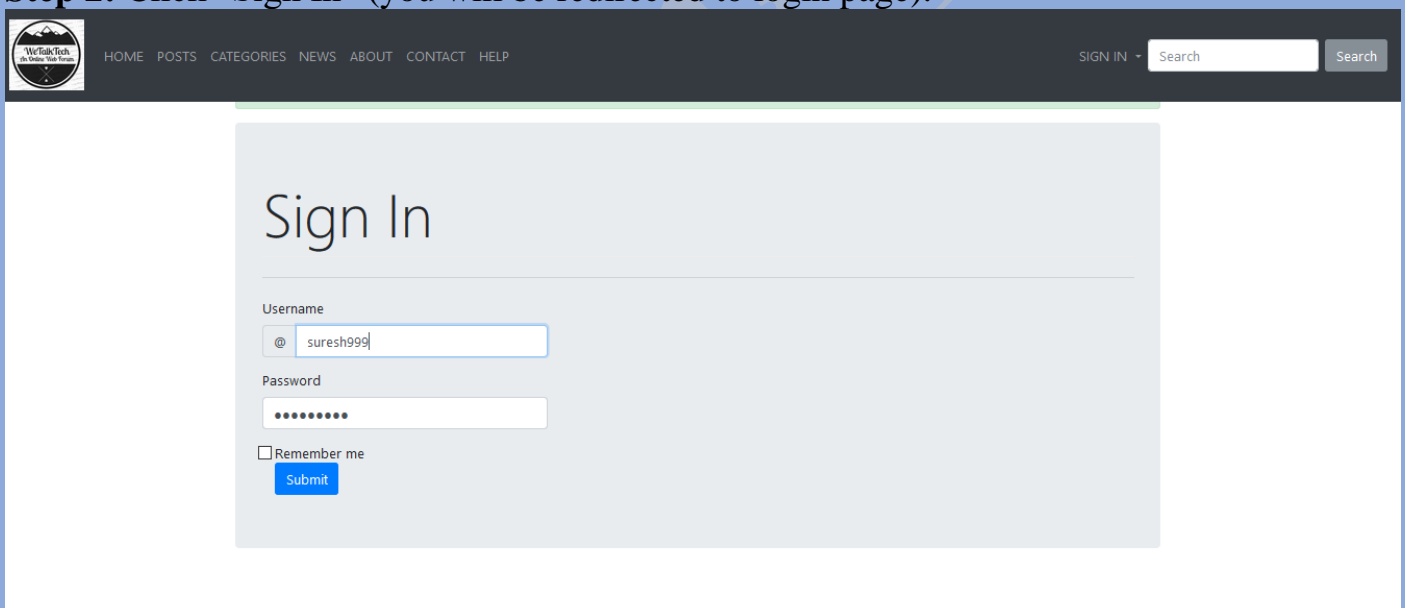 Step 2: Click "Sign in" (you will be redirected to login page).
WeTalkTech
An Online Web Forum
HOME POSTS CATEGORIES NEWS ABOUT CONTACT HELP
SIGN IN
Search
Search
Sign In
Username
@ suresh999
Password
Remember me
Submit